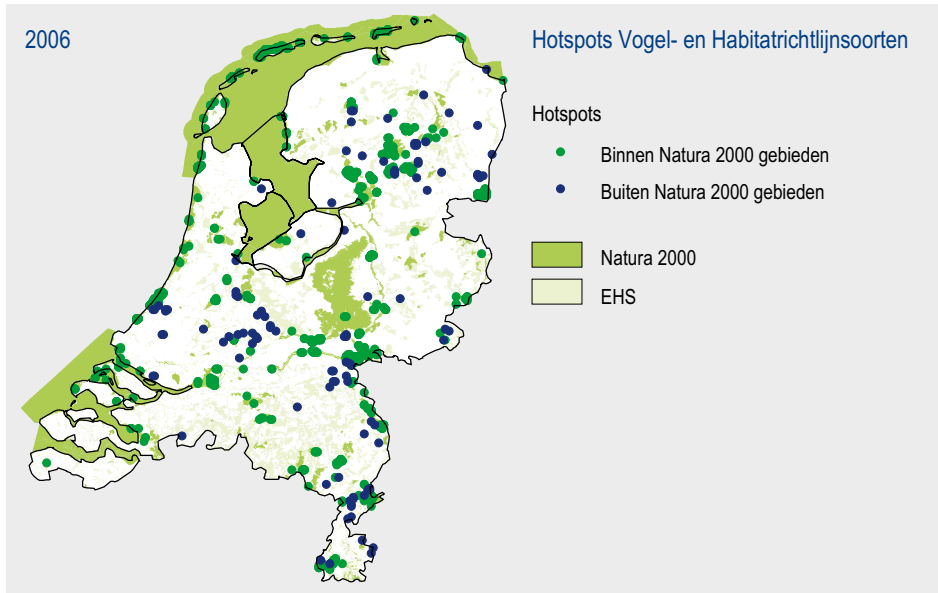 2006
Hotspots Vogel- en Habitatrichtlijnsoorten
Hotspots
Binnen Natura 2000 gebieden
Buiten Natura 2000 gebieden
Natura 2000
EHS